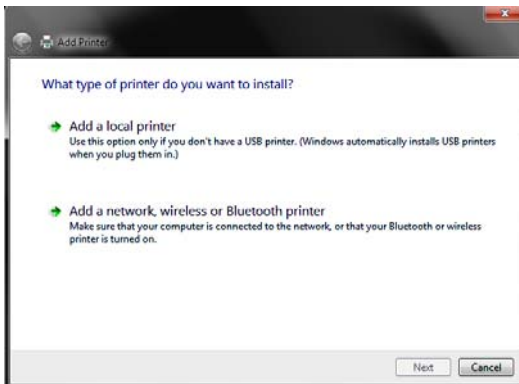 Add Printer
What type of printer do you want to install?
Add a local printer
Use this option only if you don't have a USB printer. (Windows automatically installs USB printers
when you plug them in.)
Add a network, wireless or Bluetooth printer
Make sure that your computer is connected to the network, or that your Bluetooth or wireless
printer is turned on.
Next Cancel